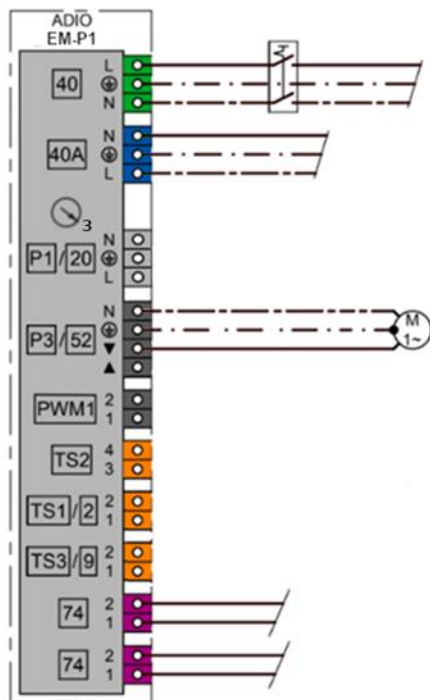 ADIO
EM-P1
40 L
N
40A N
L
3
P1/20 N
L
P3/52 N
▼
▲
M
1~
PWM1 2
1
TS2 4
3
TS1/2 2
1
TS3/9 2
1
74 2
1
74 2
1